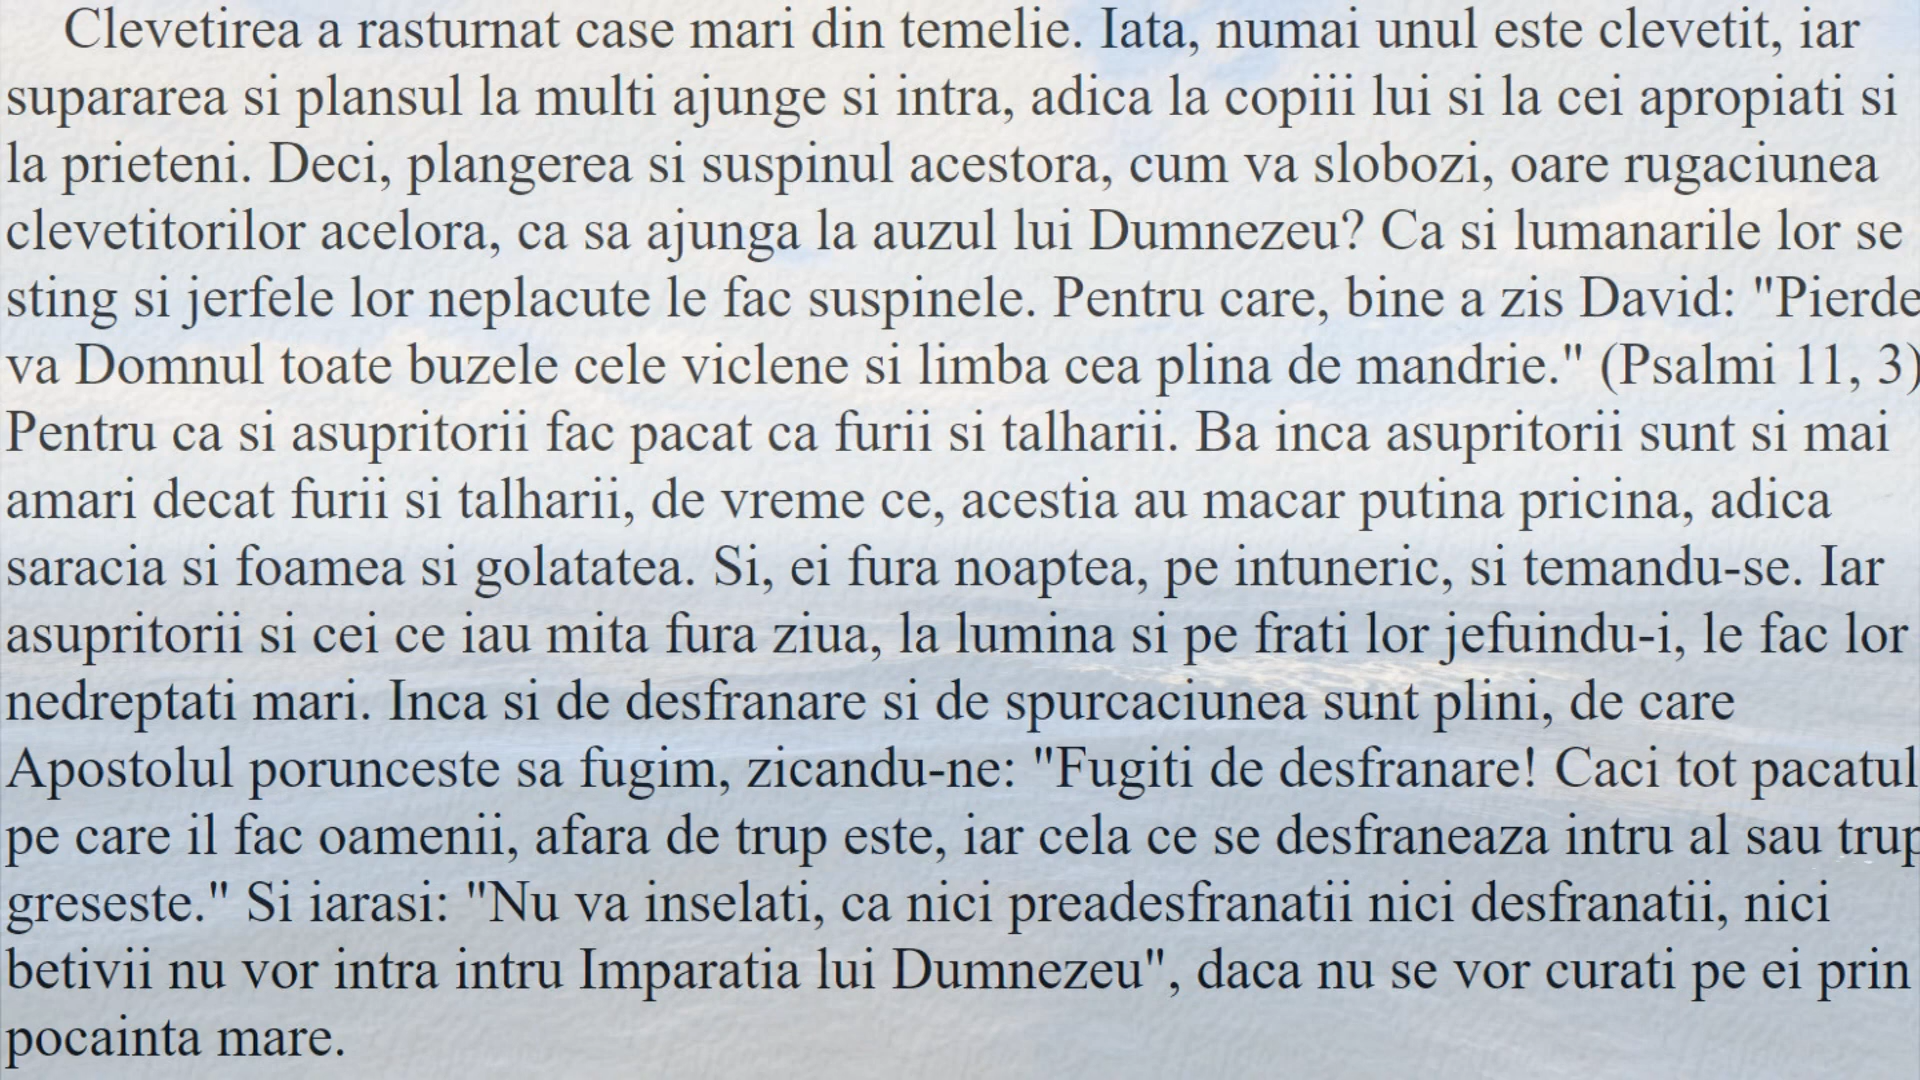 Clevetirea a rasturnat case mari din temelie. Iata, numai unul este clevetit, iar
supararea si plansul la multi ajunge si intra, adica la copiii lui si la cei apropiati si
la prieteni. Deci, plangerea si suspinul acestora, cum va slobozi, oare rugaciunea
clevetitorilor acelora, ca sa ajunga la auzul lui Dumnezeu? Ca si lumanarile lor se
sting si jerfele lor neplacute le fac suspinele. Pentru care, bine a zis David: "Pierde
va Domnul toate buzele cele viclene si limba cea plina de mandrie." (Psalmi 11, 3)
Pentru ca si asupritorii fac pacat ca furii si talharii. Ba inca asupritorii sunt si mai
amari decat furii si talharii, de vreme ce, acestia au macar putina pricina, adica
saracia si foamea si golatatea. Si, ei fura noaptea, pe intuneric, si temandu-se. Iar
asupritorii si cei ce iau mita fura ziua, la lumina si pe frati lor jefuindu-i, le fac lor
nedreptati mari. Inca si de desfranare si de spurcaciunea sunt plini, de care
Apostolul porunceste sa fugim, zicandu-ne: "Fugiti de desfranare! Caci tot pacatul
pe care il fac oamenii, afara de trup este, iar cela ce se desfraneaza intru al sau trup
greseste." Si iarasi: "Nu va inselati, ca nici preadesfranatii nici desfranatii, nici
betivii nu vor intra intru Imparatia lui Dumnezeu", daca nu se vor curati pe ei prin
pocainta mare.